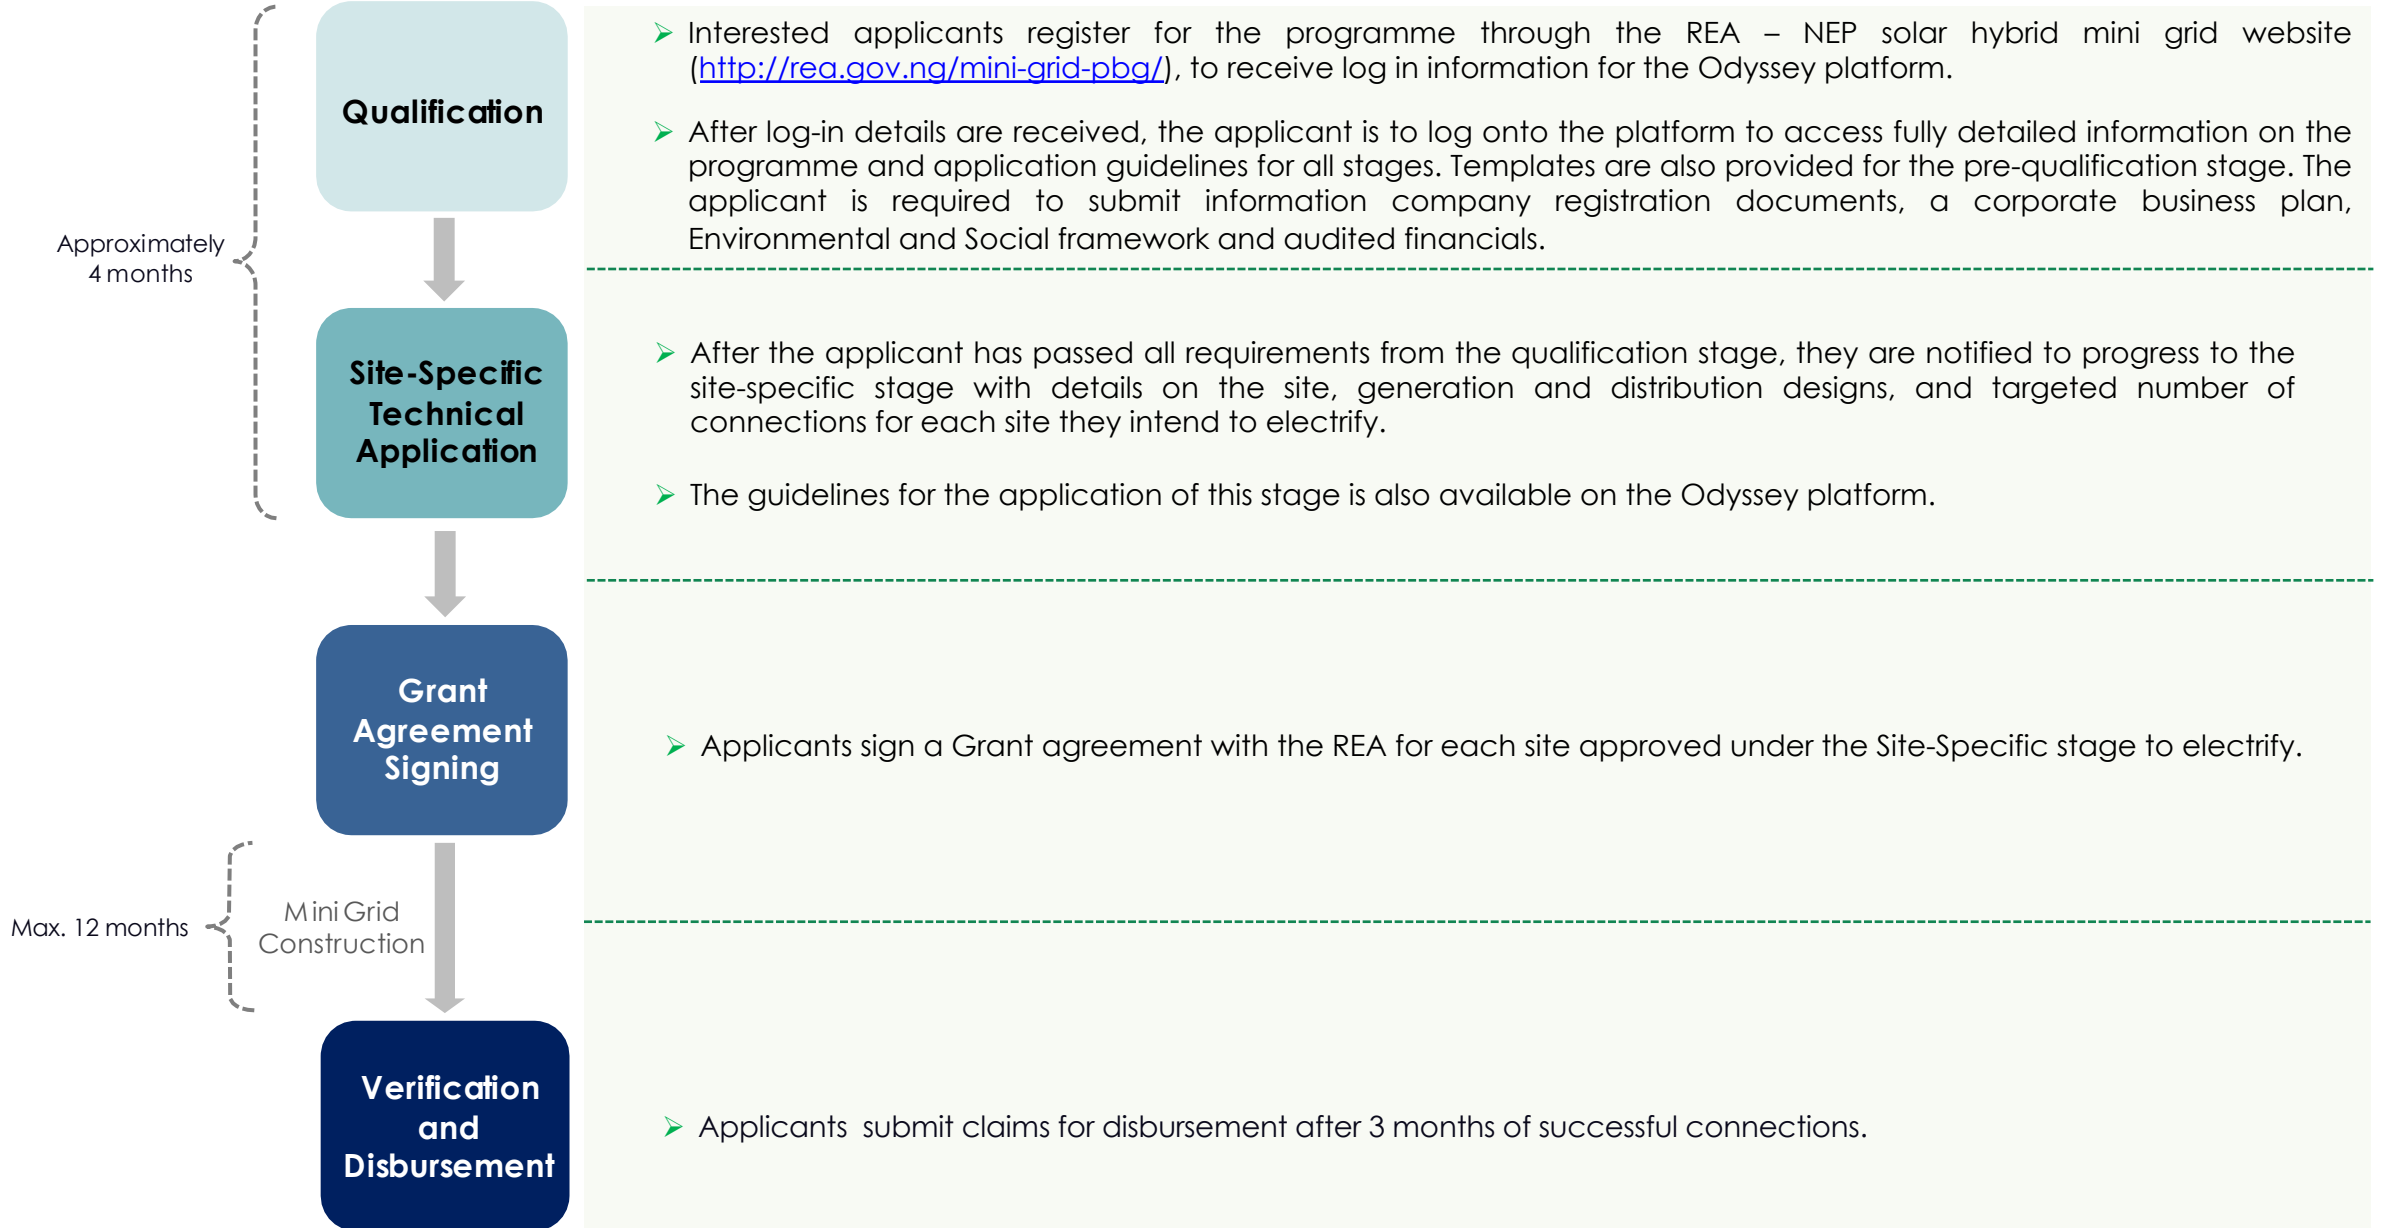 Qualification
➢ Interested applicants register for the programme through the REA – NEP solar hybrid mini grid website
(http://rea.gov.ng/mini-grid-pbg/), to receive log in information for the Odyssey platform.
➢ After log-in details are received, the applicant is to log onto the platform to access fully detailed information on the
programme and application guidelines for all stages. Templates are also provided for the pre-qualification stage. The
applicant is required to submit information company registration documents, a corporate business plan,
Environmental and Social framework and audited financials.
Approximately
4 months
Site-Specific
Technical
Application
➢ After the applicant has passed all requirements from the qualification stage, they are notified to progress to the
site-specific stage with details on the site, generation and distribution designs, and targeted number of
connections for each site they intend to electrify.
➢ The guidelines for the application of this stage is also available on the Odyssey platform.
Grant
Agreement
Signing
➢ Applicants sign a Grant agreement with the REA for each site approved under the Site-Specific stage to electrify.
Max. 12 months
Mini Grid
Construction
Verification
and
Disbursement
➢ Applicants submit claims for disbursement after 3 months of successful connections.